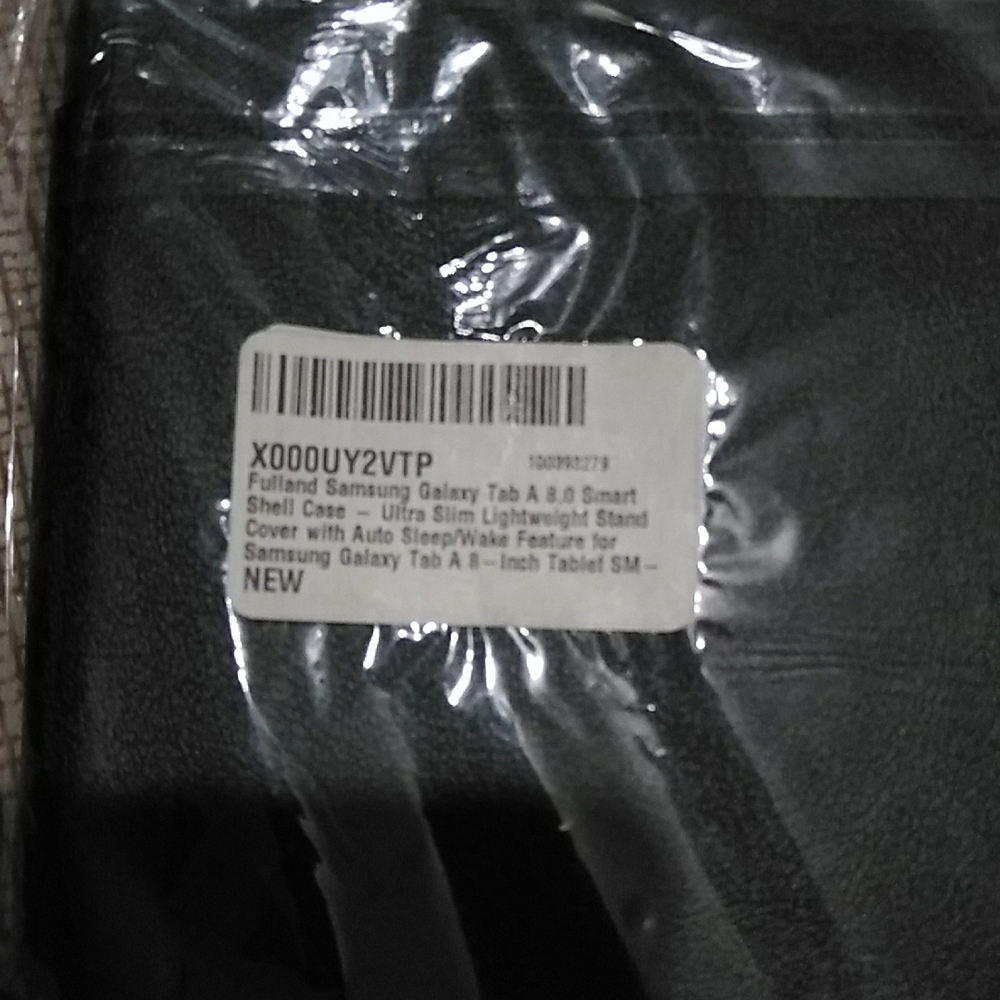 X000UY2VTP
Fulland Samsung Galaxy Tab A 8.0 Smart
Shell Case – Ultra Slim Lightweight Stand
Cover with Auto Sleep/Wake Feature for
Samsung Galaxy Tab A 8-Inch Tablet SM-
NEW